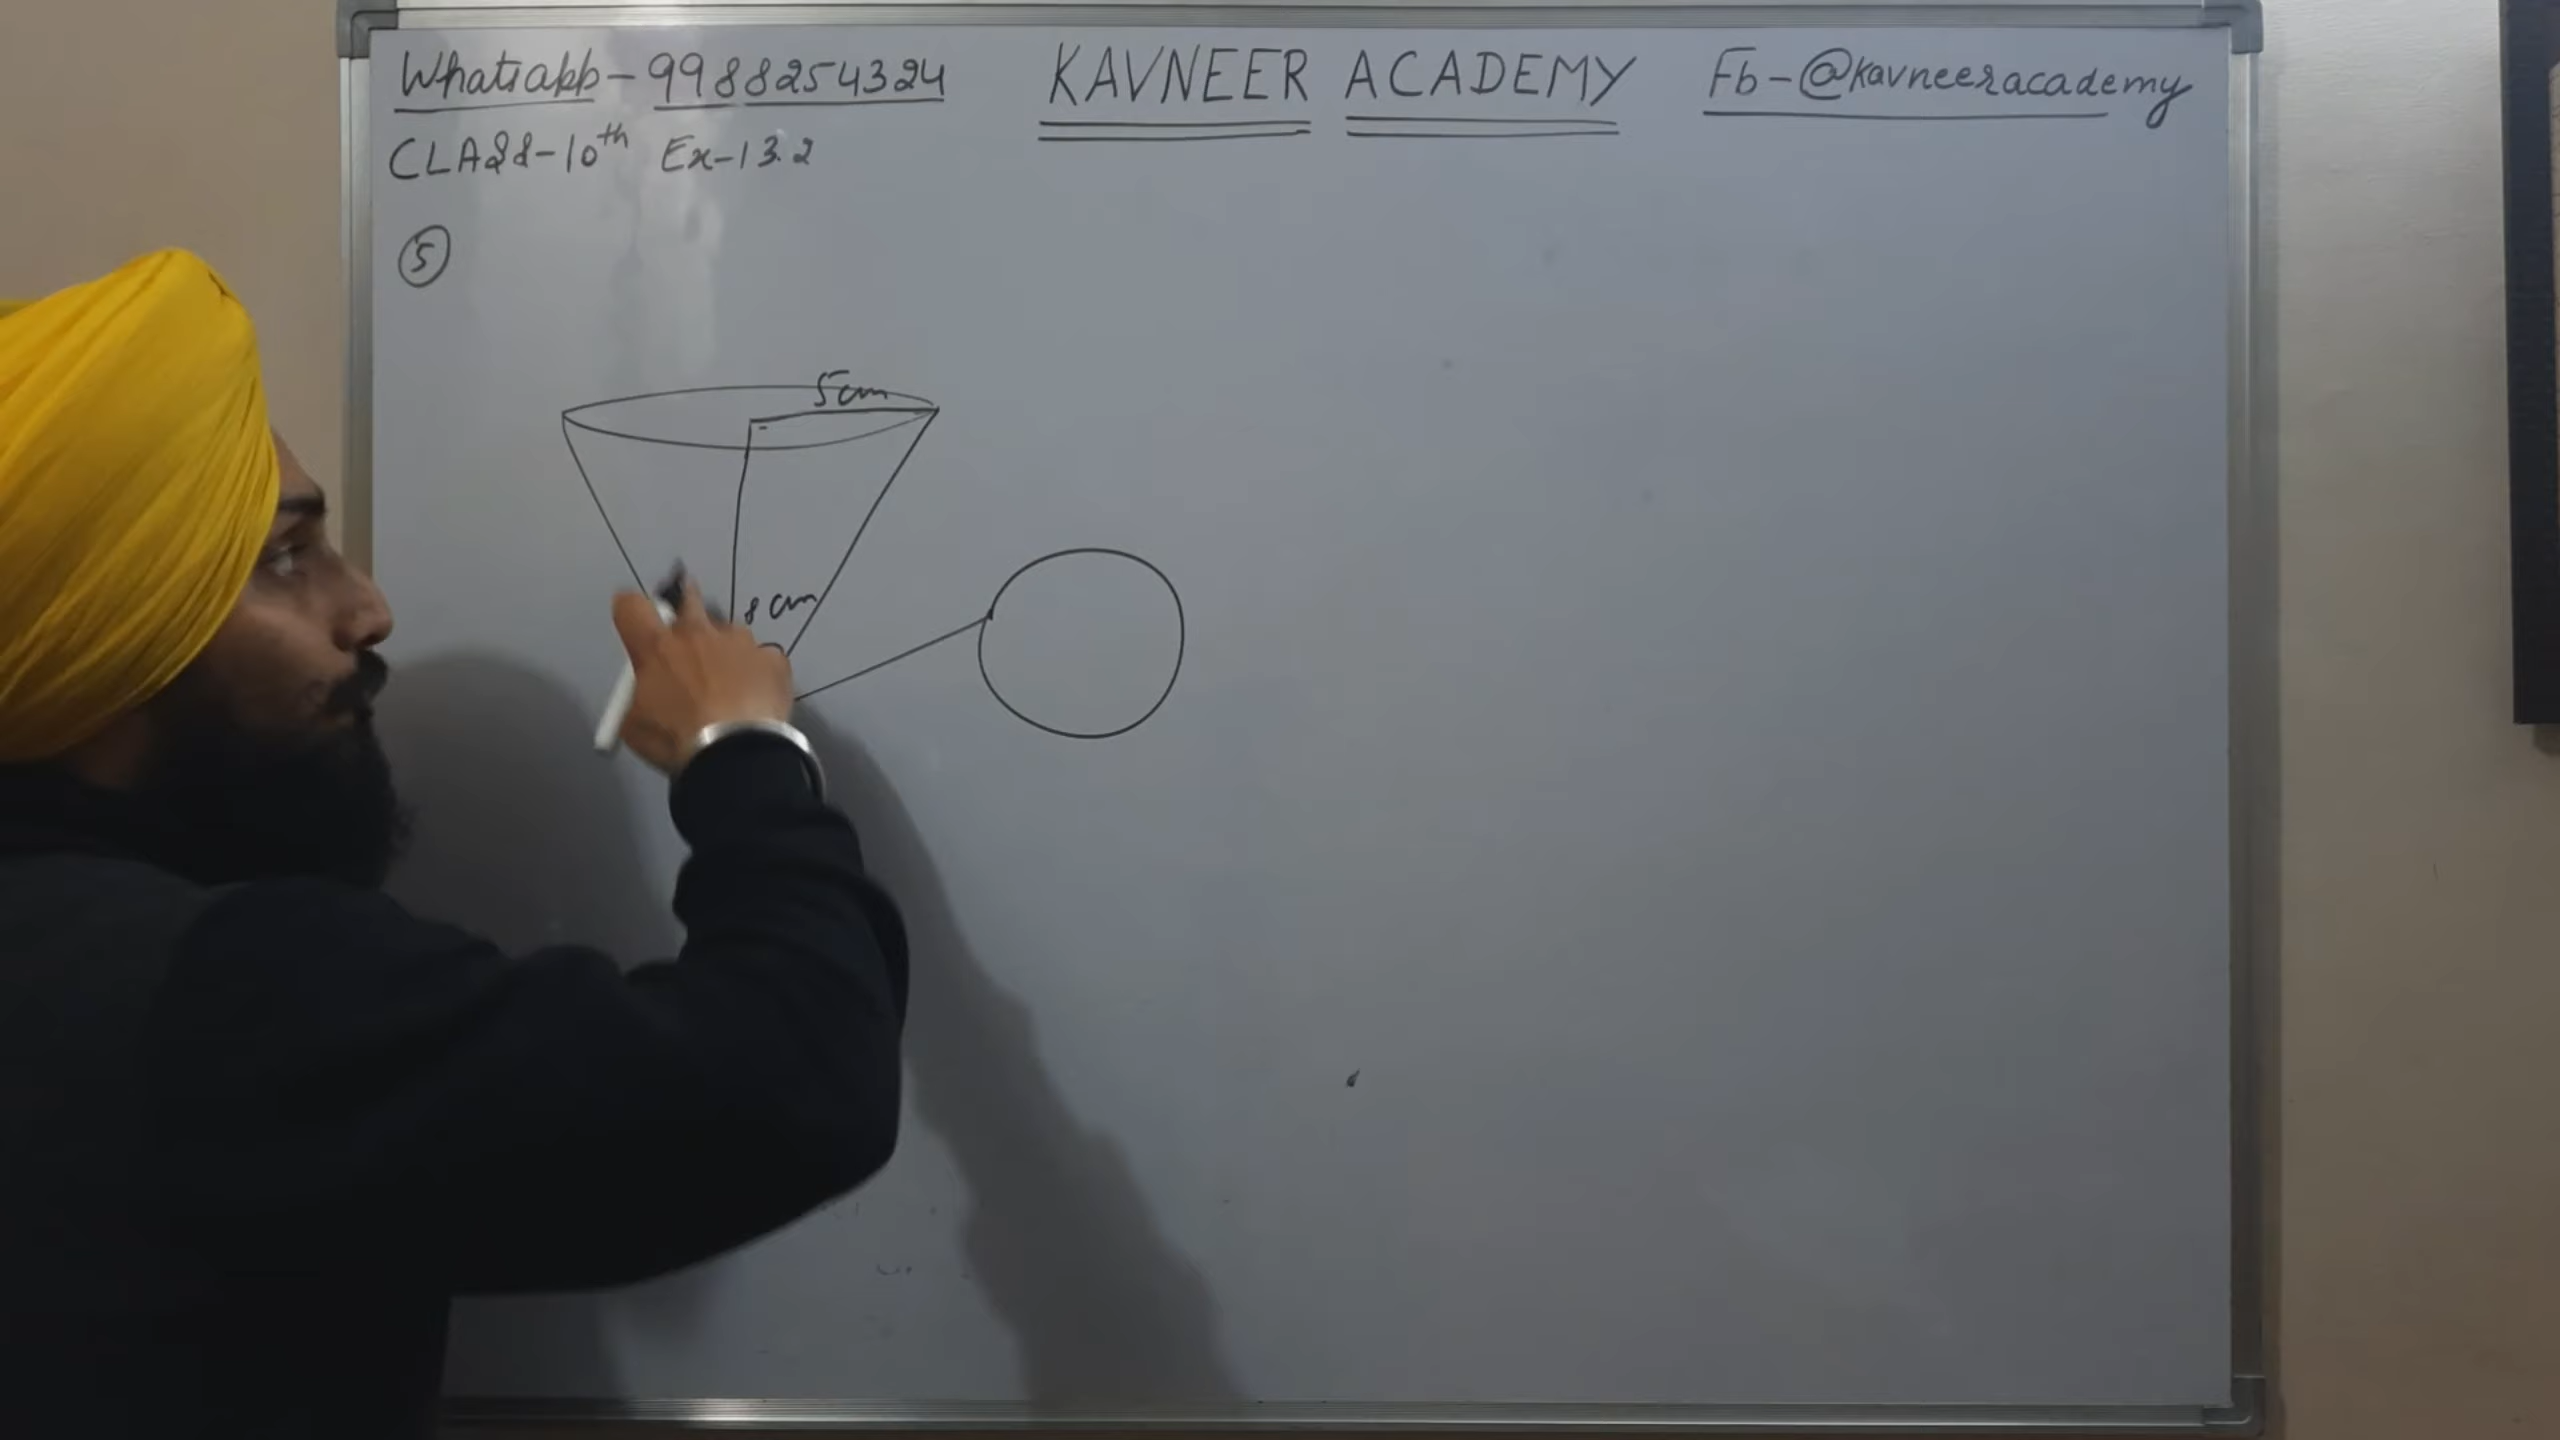 Whatsapp-9988254324 KAVNEER ACADEMY Fb-@kavneeracademy
CLASS-10th Ex-13.2
5
5cm
8 cm